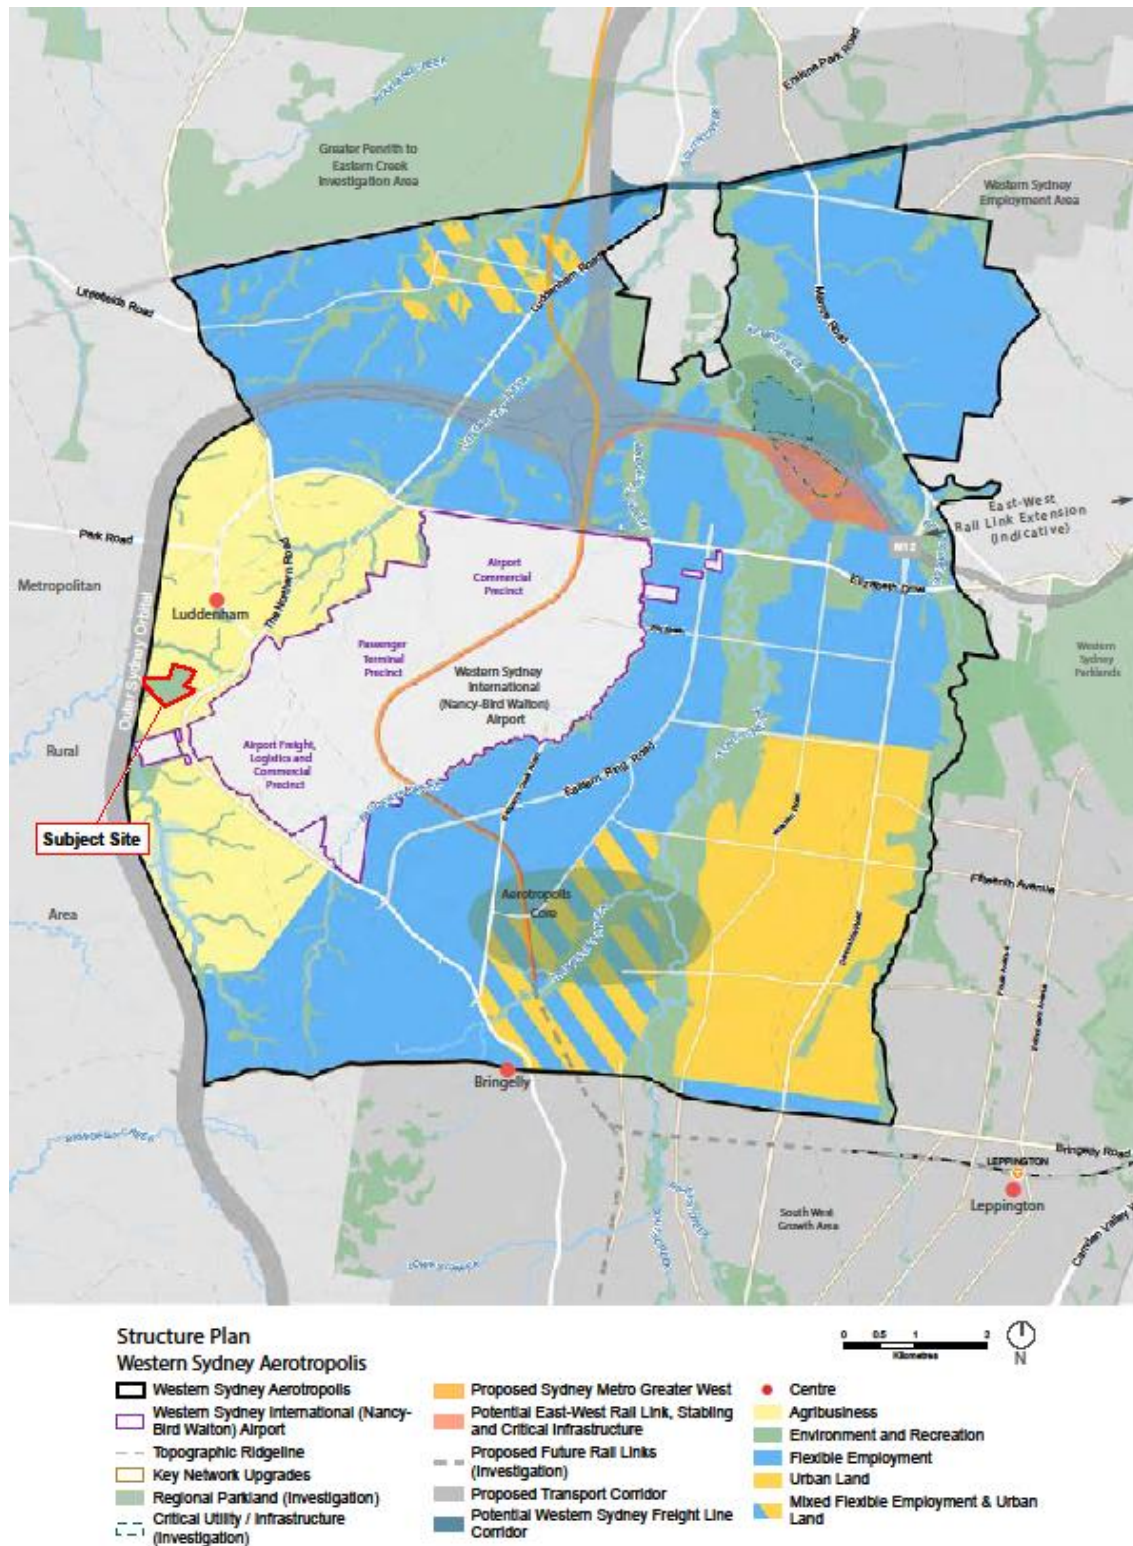 Erskine Park Road
Greater Penrith to
Eastern Creek
Investigation Area
Western Sydney
Employment Area
Luddenham Road
Littlefields Road
Mamre Road
East-West
Rail Link Extension
(Indicative)
M12
Park Road
Elizabeth Drive
Metropolitan
The Northern Road
Luddenham
Airport
Commercial
Precinct
Passenger
Terminal
Precinct
Western Sydney
International
(Nancy-Bird Walton)
Airport
Western
Sydney
Parklands
Outer Sydney Orbital
Rural
Airport Freight,
Logistics and
Commercial
Precinct
Eastern Ring Road
Subject Site
Fifteenth Avenue
Aerotropolis
Core
Area
Bringelly
Bringelly Road
LEPPINGTON
Leppington
South West
Growth Area
Structure Plan
Western Sydney Aerotropolis
0 0.5 1 2
Kilometres
N
Western Sydney Aerotropolis
Western Sydney International (Nancy-
Bird Walton) Airport
Topographic Ridgeline
Key Network Upgrades
Regional Parkland (Investigation)
Critical Utility / Infrastructure
(Investigation)
Proposed Sydney Metro Greater West
Potential East-West Rail Link, Stabling
and Critical Infrastructure
Proposed Future Rail Links
(Investigation)
Proposed Transport Corridor
Potential Western Sydney Freight Line
Corridor
Centre
Agribusiness
Environment and Recreation
Flexible Employment
Urban Land
Mixed Flexible Employment & Urban
Land